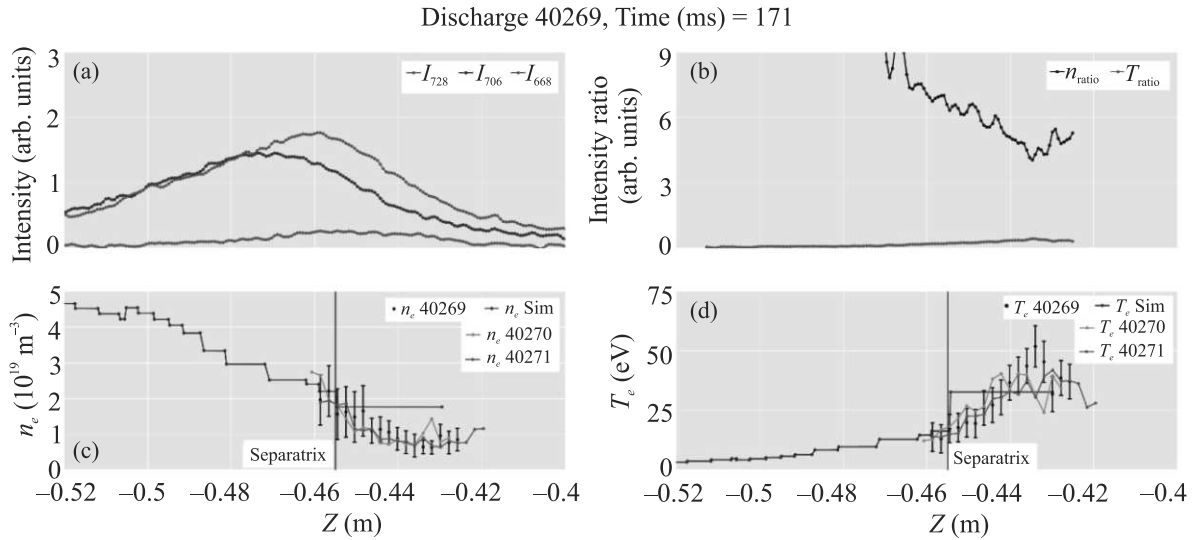 Discharge 40269, Time (ms) = 171
Intensity (arb. units)
3
2
1
0
(a)
I₇₂₈ I₇₀₆ I₆₆₈
Intensity ratio
(arb. units)
9
6
3
0
(b)
n_ratio T_ratio
nₑ (10¹⁹ m⁻³)
5
4
3
2
1
0
(c)
nₑ 40269 nₑ Sim
nₑ 40270
nₑ 40271
Separatrix
–0.52 –0.5 –0.48 –0.46 –0.44 –0.42 –0.4
Z (m)
Tₑ (eV)
75
50
25
0
(d)
Tₑ 40269 Tₑ Sim
Tₑ 40270
Tₑ 40271
Separatrix
–0.52 –0.5 –0.48 –0.46 –0.44 –0.42 –0.4
Z (m)